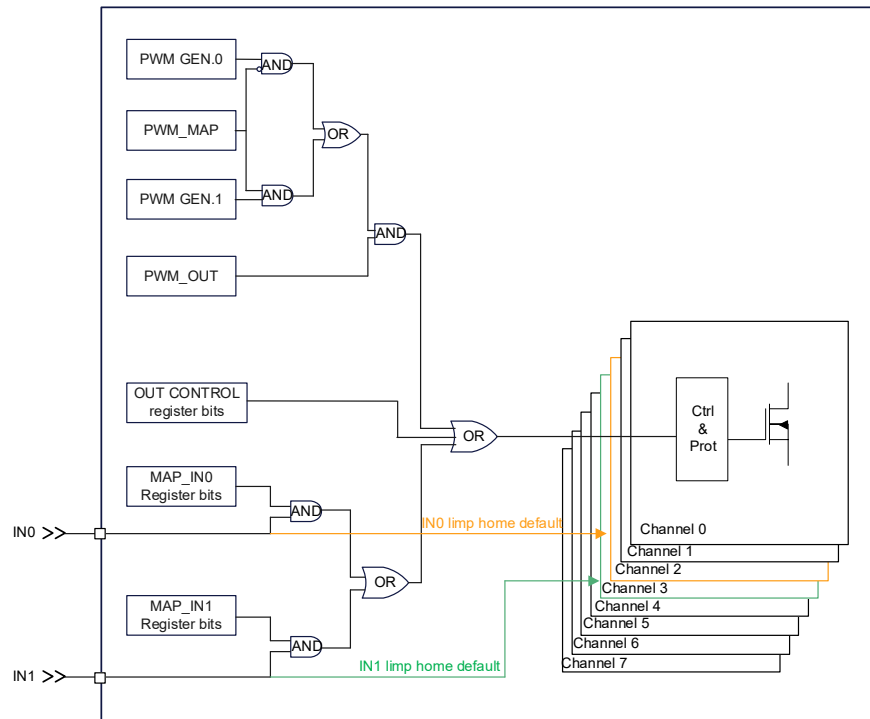 PWM GEN.0
AND
PWM_MAP
OR
PWM GEN.1
AND
AND
PWM_OUT
OUT CONTROL
register bits
OR
Ctrl
&
Prot
MAP_IN0
Register bits
AND
IN0
IN0 limp home default
Channel 0
Channel 1
Channel 2
Channel 3
Channel 4
Channel 5
Channel 6
Channel 7
OR
MAP_IN1
Register bits
AND
IN1
IN1 limp home default